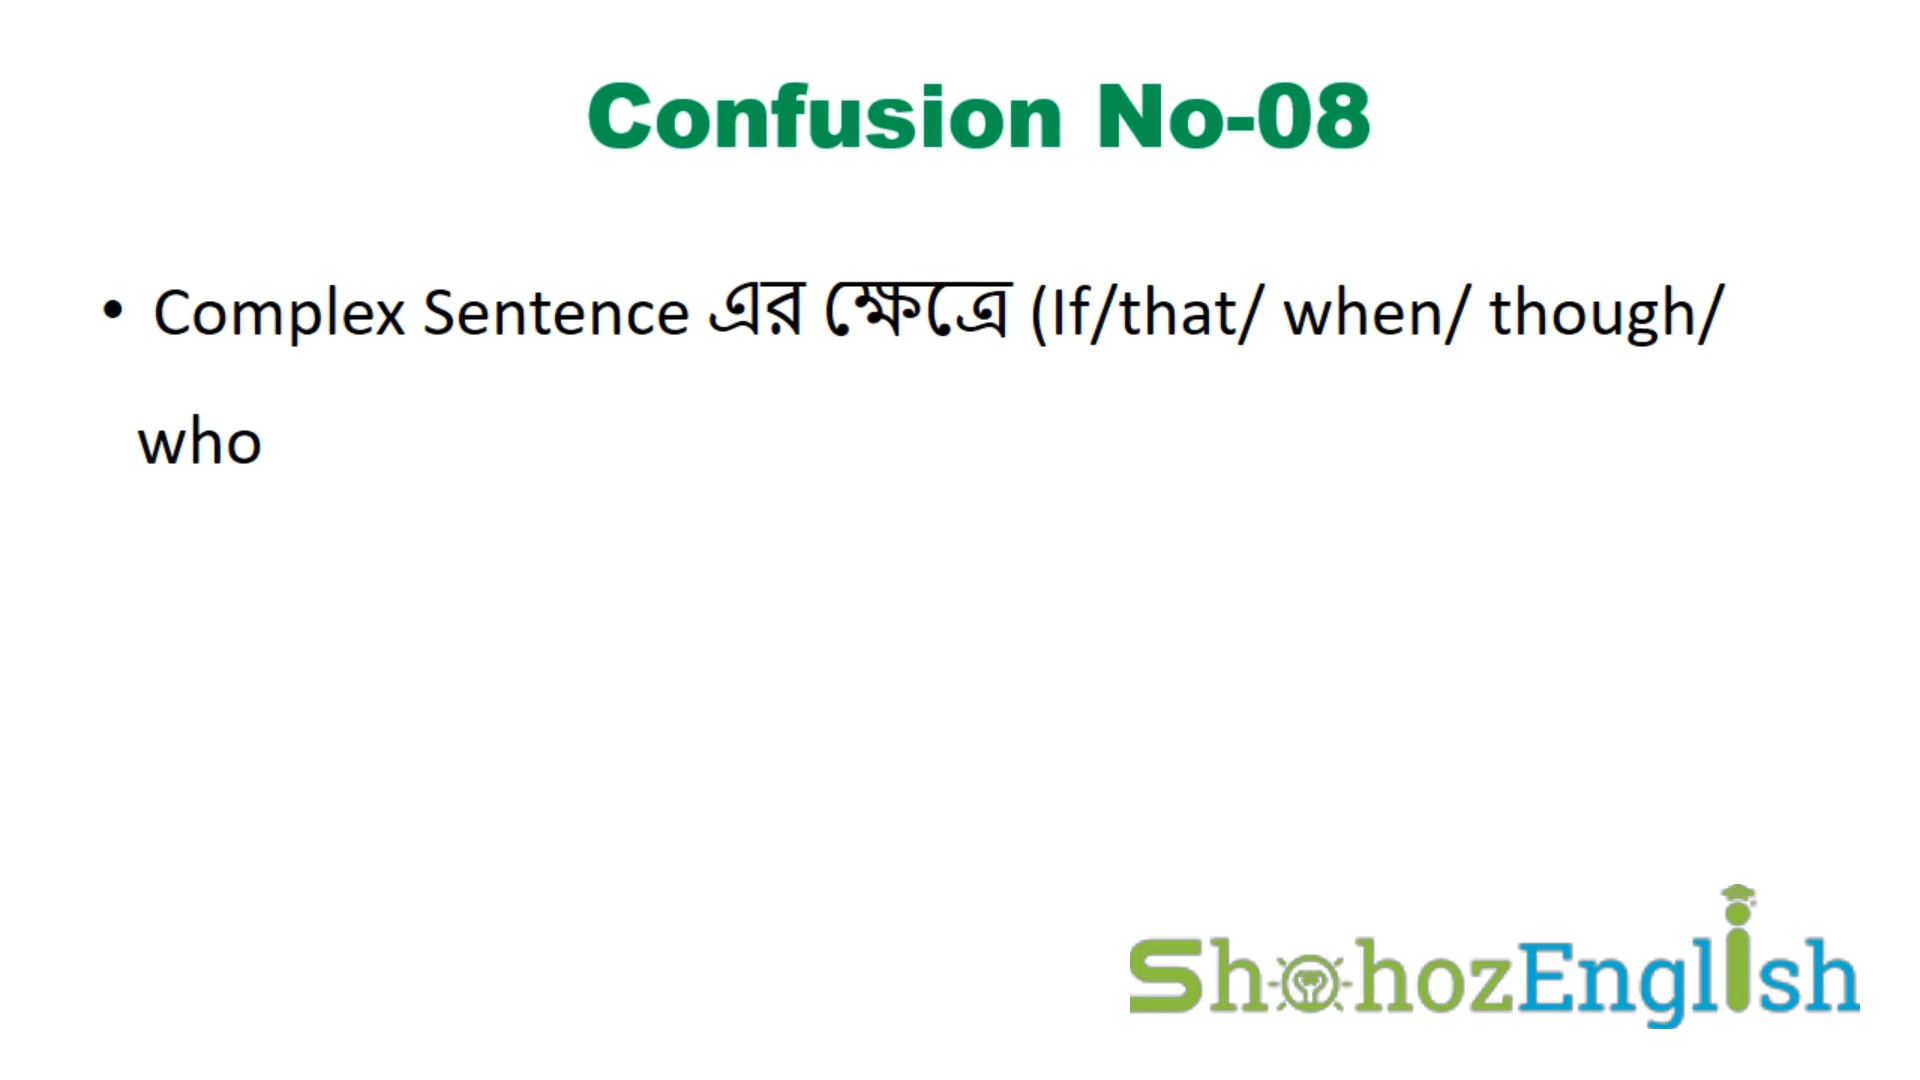 Confusion No-08
• Complex Sentence এর ক্ষেত্রে (If/that/ when/ though/
who
ShohozEnglish